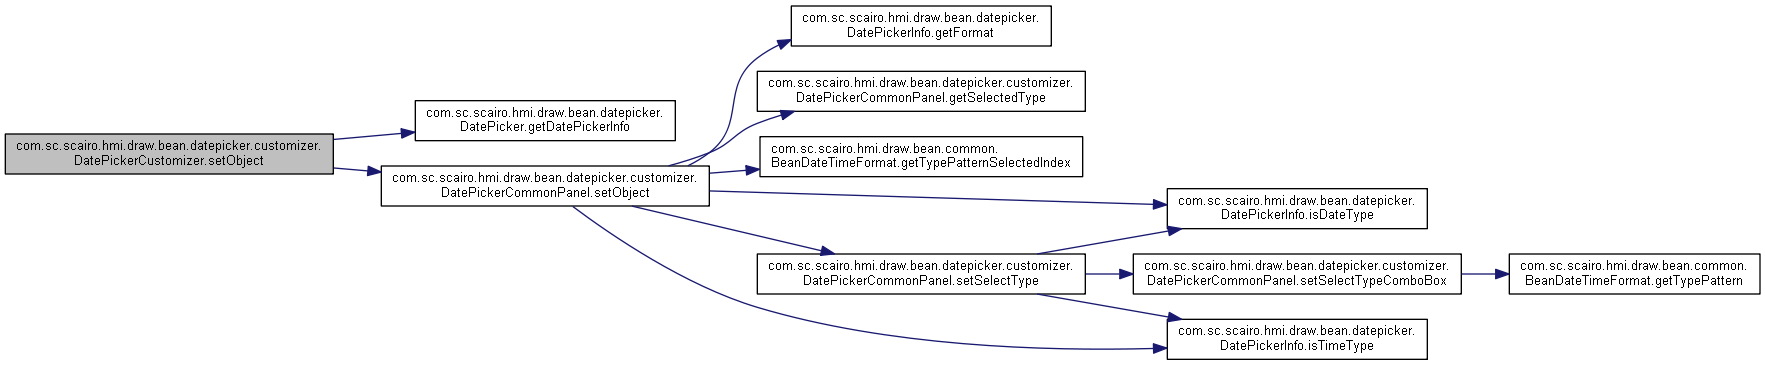 com.sc.scairo.hmi.draw.bean.datepicker.customizer.
DatePickerCustomizer.setObject
com.sc.scairo.hmi.draw.bean.datepicker.
DatePicker.getDatePickerInfo
com.sc.scairo.hmi.draw.bean.datepicker.customizer.
DatePickerCommonPanel.setObject
com.sc.scairo.hmi.draw.bean.datepicker.
DatePickerInfo.getFormat
com.sc.scairo.hmi.draw.bean.datepicker.customizer.
DatePickerCommonPanel.getSelectedType
com.sc.scairo.hmi.draw.bean.common.
BeanDateTimeFormat.getTypePatternSelectedIndex
com.sc.scairo.hmi.draw.bean.datepicker.customizer.
DatePickerCommonPanel.setSelectType
com.sc.scairo.hmi.draw.bean.datepicker.
DatePickerInfo.isDateType
com.sc.scairo.hmi.draw.bean.datepicker.customizer.
DatePickerCommonPanel.setSelectTypeComboBox
com.sc.scairo.hmi.draw.bean.datepicker.
DatePickerInfo.isTimeType
com.sc.scairo.hmi.draw.bean.common.
BeanDateTimeFormat.getTypePattern